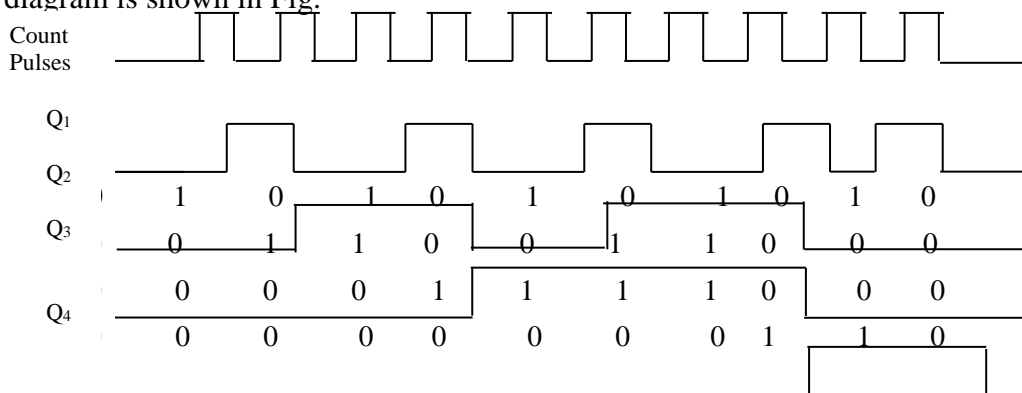 diagram is shown in Fig.
Count
Pulses
Q1
Q2
1 0 1 0 1 0 1 0 1 0
Q3
0 1 1 0 0 1 1 0 0 0
0 0 0 1 1 1 1 0 0 0
Q4
0 0 0 0 0 0 0 1 1 0